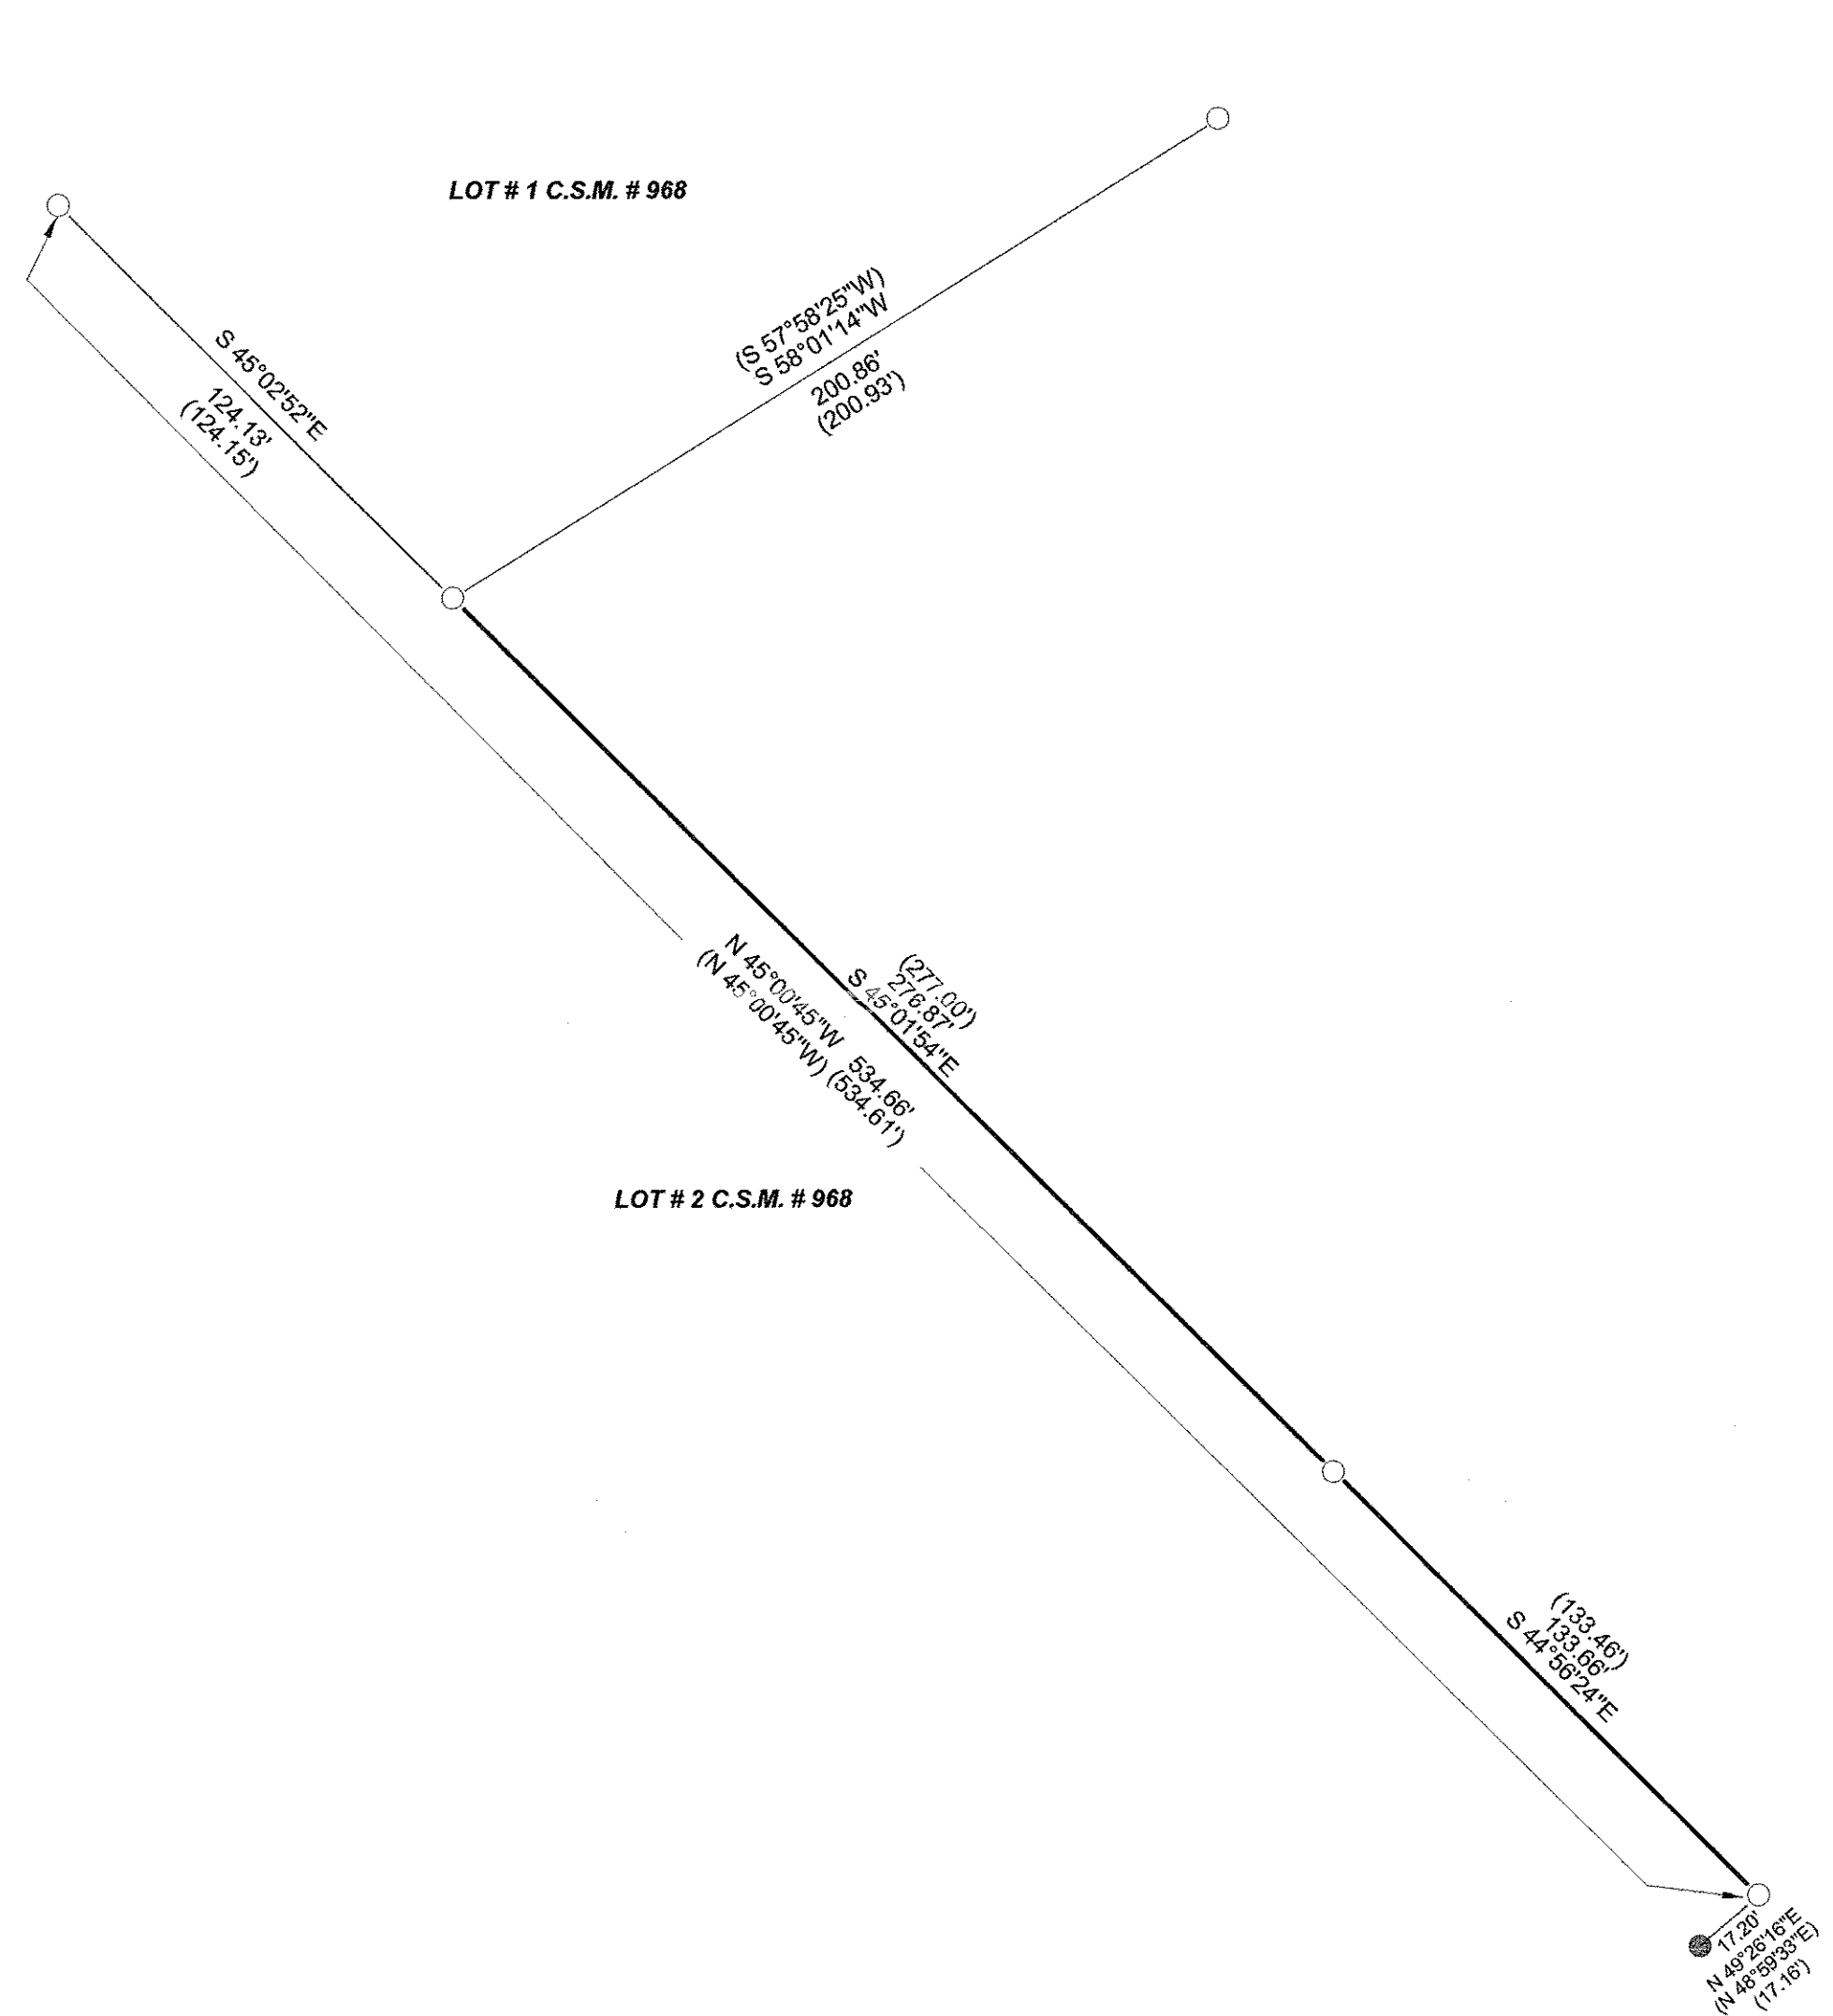 LOT # 1 C.S.M. # 968
(S 57°58'25"W)
S 58°01'14"W
200.86'
(200.93')
S 45°02'52"E
124.13'
(124.15')
(277.00')
276.87'
S 45°01'54"E
N 45°00'45"W 534.66'
(N 45°00'45"W) (534.61')
LOT # 2 C.S.M. # 968
(133.46')
133.66'
S 44°56'24"E
17.20'
N 49°26'16"E
(N 48°59'33"E)
(17.16')